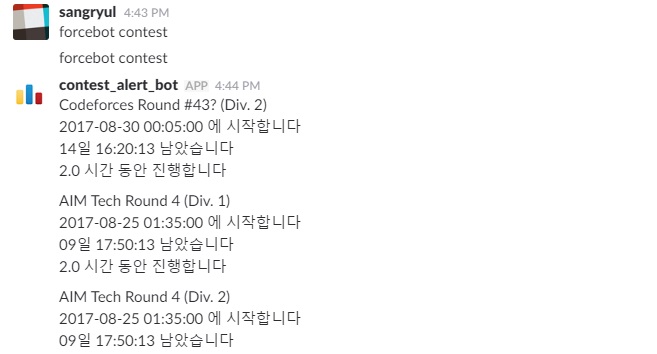 sangryul 4:43 PM
forcebot contest
forcebot contest
contest_alert_bot APP 4:44 PM
Codeforces Round #43? (Div. 2)
2017-08-30 00:05:00 에 시작합니다
14일 16:20:13 남았습니다
2.0 시간 동안 진행합니다
AIM Tech Round 4 (Div. 1)
2017-08-25 01:35:00 에 시작합니다
09일 17:50:13 남았습니다
2.0 시간 동안 진행합니다
AIM Tech Round 4 (Div. 2)
2017-08-25 01:35:00 에 시작합니다
09일 17:50:13 남았습니다